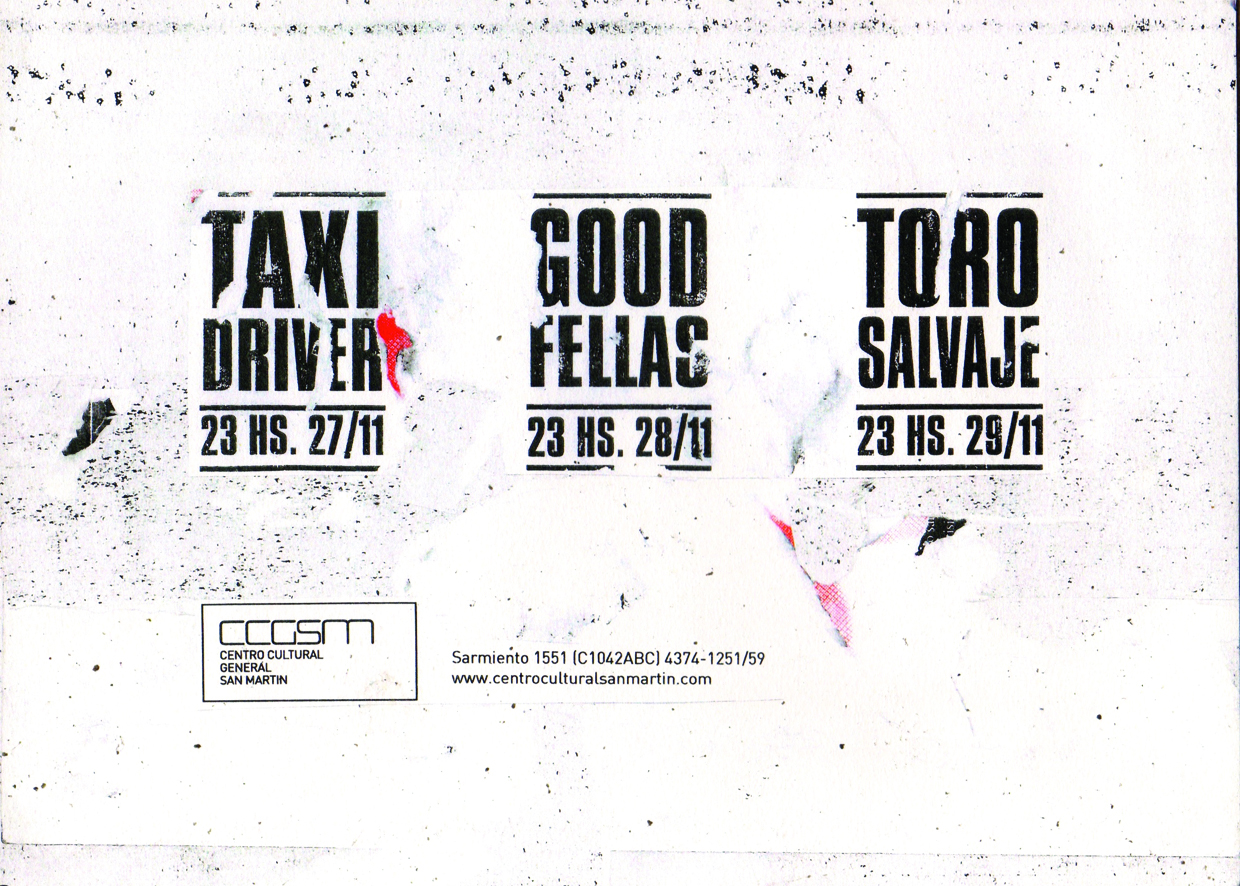 TAXI
DRIVER
23 HS. 27/11
GOOD
FELLAS
23 HS. 28/11
TORO
SALVAJE
23 HS. 29/11
CCGSM
CENTRO CULTURAL
GENERAL
SAN MARTIN
Sarmiento 1551 (C1042ABC) 4374-1251/59
www.centroculturalsanmartin.com